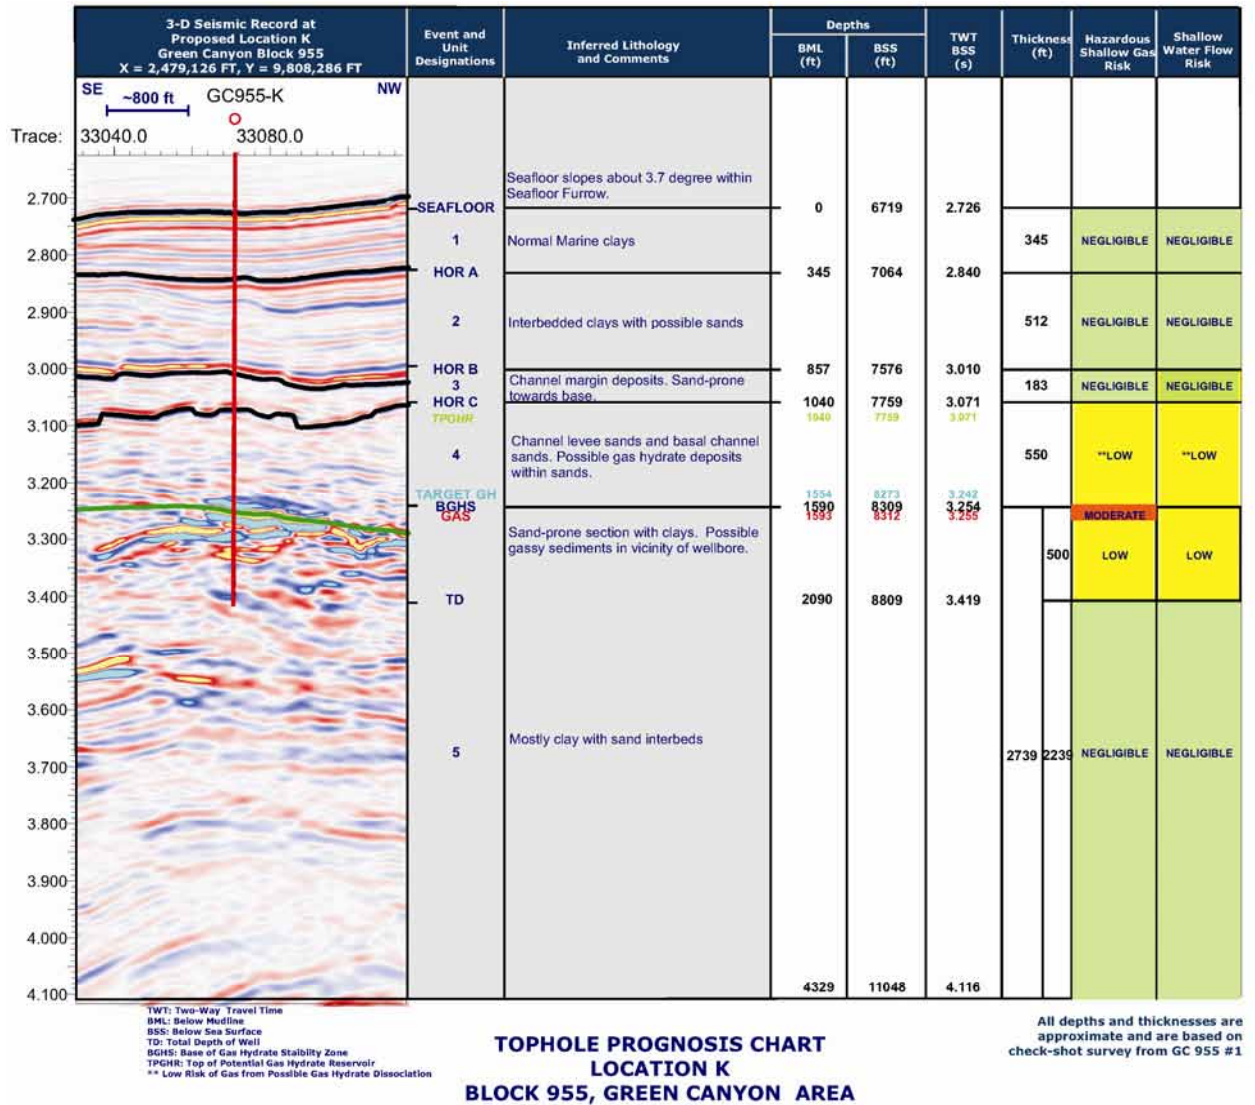 3-D Seismic Record at
Proposed Location K
Green Canyon Block 955
X = 2,479,126 FT, Y = 9,808,286 FT
Event and
Unit
Designations
Inferred Lithology
and Comments
Depths
BML
(ft)
BSS
(ft)
TWT
BSS
(s)
Thickness
(ft)
Hazardous
Shallow Gas
Risk
Shallow
Water Flow
Risk
SE
NW
~800 ft
GC955-K
Trace: 33040.0 33080.0
Seafloor slopes about 3.7 degree within
Seafloor Furrow.
2.700
SEAFLOOR 0 6719 2.726
1 Normal Marine clays 345 NEGLIGIBLE NEGLIGIBLE
2.800
HOR A 345 7064 2.840
2.900
2 Interbedded clays with possible sands 512 NEGLIGIBLE NEGLIGIBLE
3.000
HOR B 857 7576 3.010
3 Channel margin deposits. Sand-prone
towards base. 183 NEGLIGIBLE NEGLIGIBLE
HOR C 1040 7759 3.071
TPGHR 1040 7759 3.071
3.100
4 Channel levee sands and basal channel
sands. Possible gas hydrate deposits
within sands. 550 **LOW **LOW
3.200
TARGET GH 1554 8273 3.242
BGHS 1590 8309 3.254
GAS 1593 8312 3.255 MODERATE
3.300
Sand-prone section with clays. Possible
gassy sediments in vicinity of wellbore.
500 LOW LOW
3.400
TD 2090 8809 3.419
3.500
3.600
3.700
5 Mostly clay with sand interbeds 2739 2239 NEGLIGIBLE NEGLIGIBLE
3.800
3.900
4.000
4.100
4329 11048 4.116
TWT: Two-Way Travel Time
BML: Below Mudline
BSS: Below Sea Surface
TD: Total Depth of Well
BGHS: Base of Gas Hydrate Staibilty Zone
TPGHR: Top of Potential Gas Hydrate Reservoir
** Low Risk of Gas from Possible Gas Hydrate Dissociation
TOPHOLE PROGNOSIS CHART
LOCATION K
BLOCK 955, GREEN CANYON AREA
All depths and thicknesses are
approximate and are based on
check-shot survey from GC 955 #1